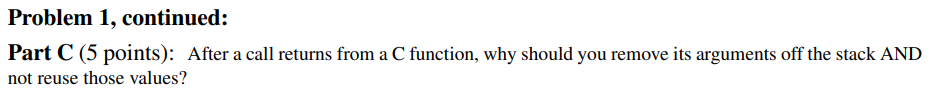 Problem 1, continued:
Part C (5 points): After a call returns from a C function, why should you remove its arguments off the stack AND
not reuse those values?